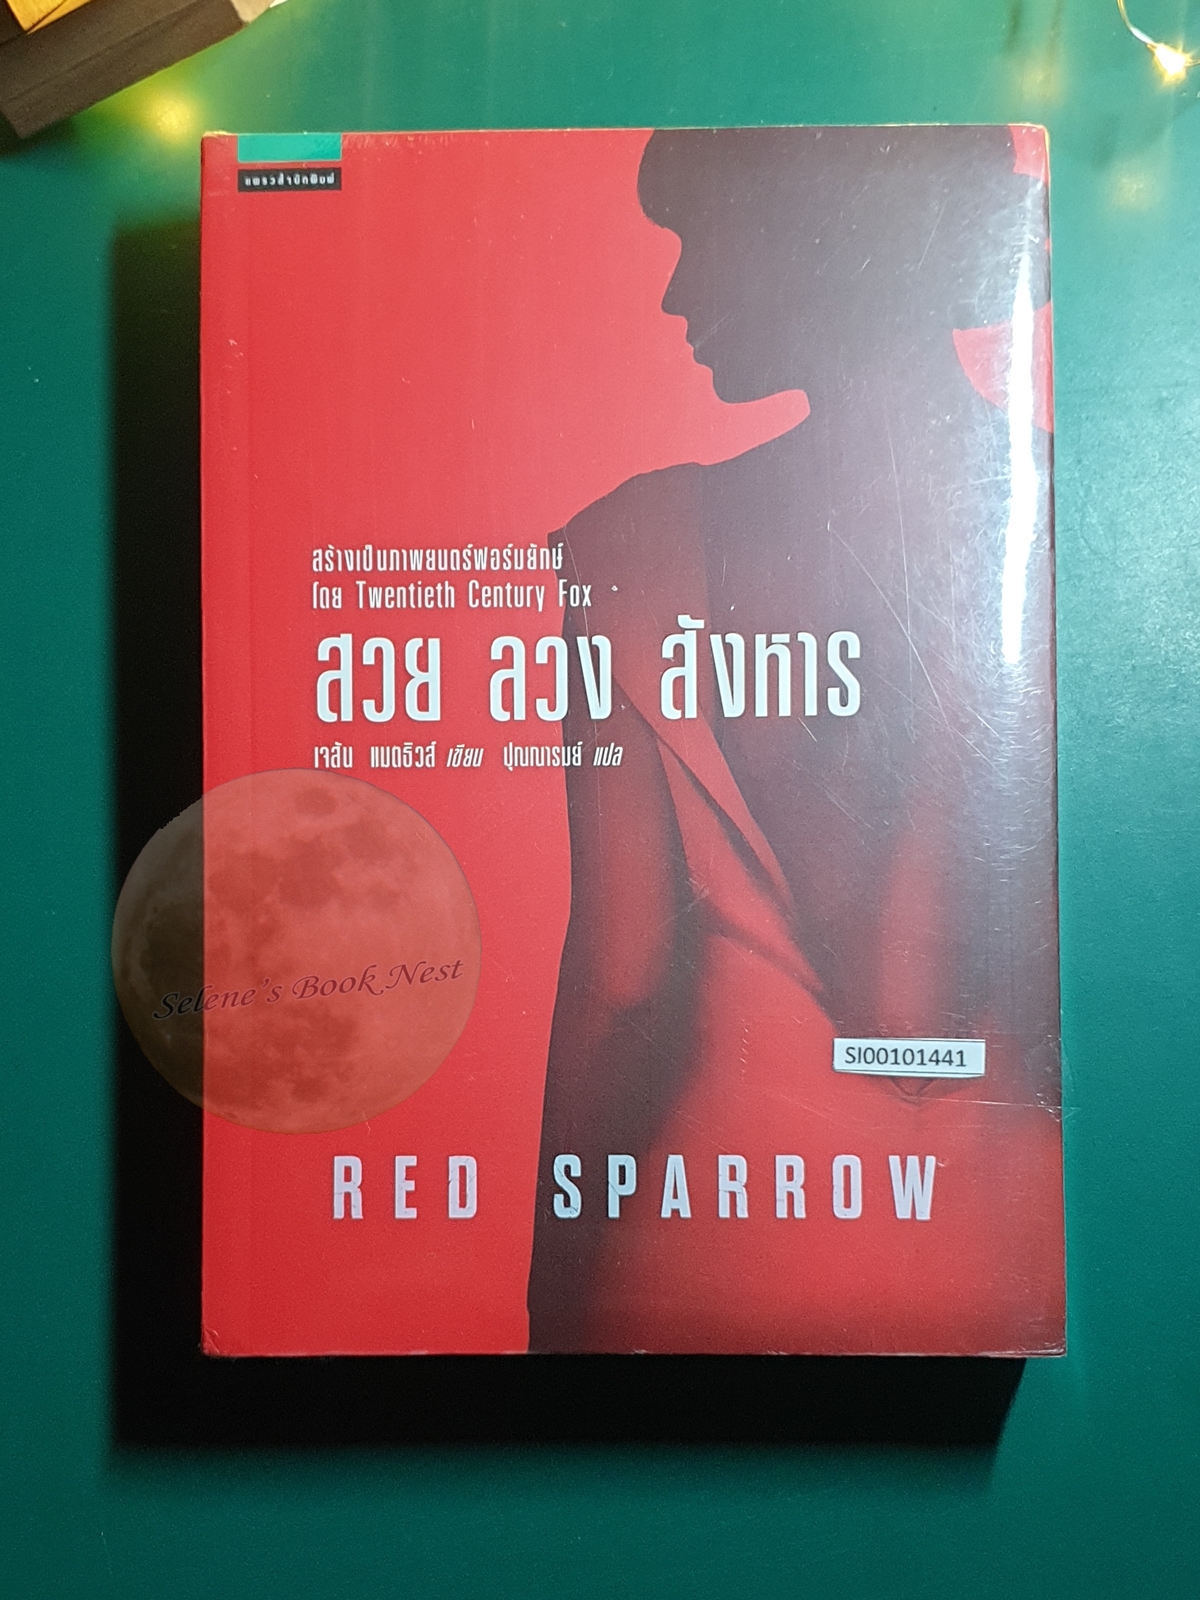 แพรวสำนักพิมพ์
สร้างเป็นภาพยนตร์ฟอร์มยักษ์
โดย Twentieth Century Fox
สวย ลวง สังหาร
เจสัน แมตธิวส์ เขียน ปุณณารมย์ แปล
Selene's Book Nest
SI00101441
RED SPARROW